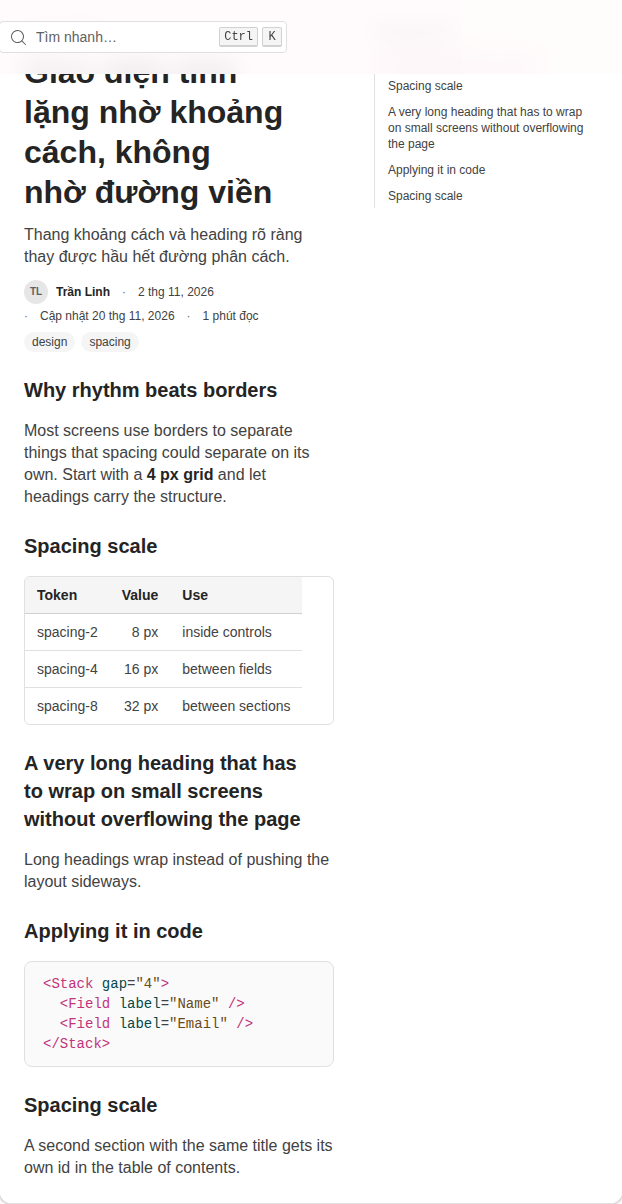 Tìm nhanh…
Ctrl K
Giao diện tĩnh
lặng nhờ khoảng
cách, không
nhờ đường viền
Thang khoảng cách và heading rõ ràng
thay được hầu hết đường phân cách.
TL Trần Linh · 2 thg 11, 2026
· Cập nhật 20 thg 11, 2026 · 1 phút đọc
design spacing
Why rhythm beats borders
Most screens use borders to separate
things that spacing could separate on its
own. Start with a 4 px grid and let
headings carry the structure.
Spacing scale
Token Value Use
spacing-2 8 px inside controls
spacing-4 16 px between fields
spacing-8 32 px between sections
A very long heading that has
to wrap on small screens
without overflowing the page
Long headings wrap instead of pushing the
layout sideways.
Applying it in code
<Stack gap="4">
  <Field label="Name" />
  <Field label="Email" />
</Stack>
Spacing scale
A second section with the same title gets its
own id in the table of contents.
Spacing scale
A very long heading that has to wrap
on small screens without overflowing
the page
Applying it in code
Spacing scale